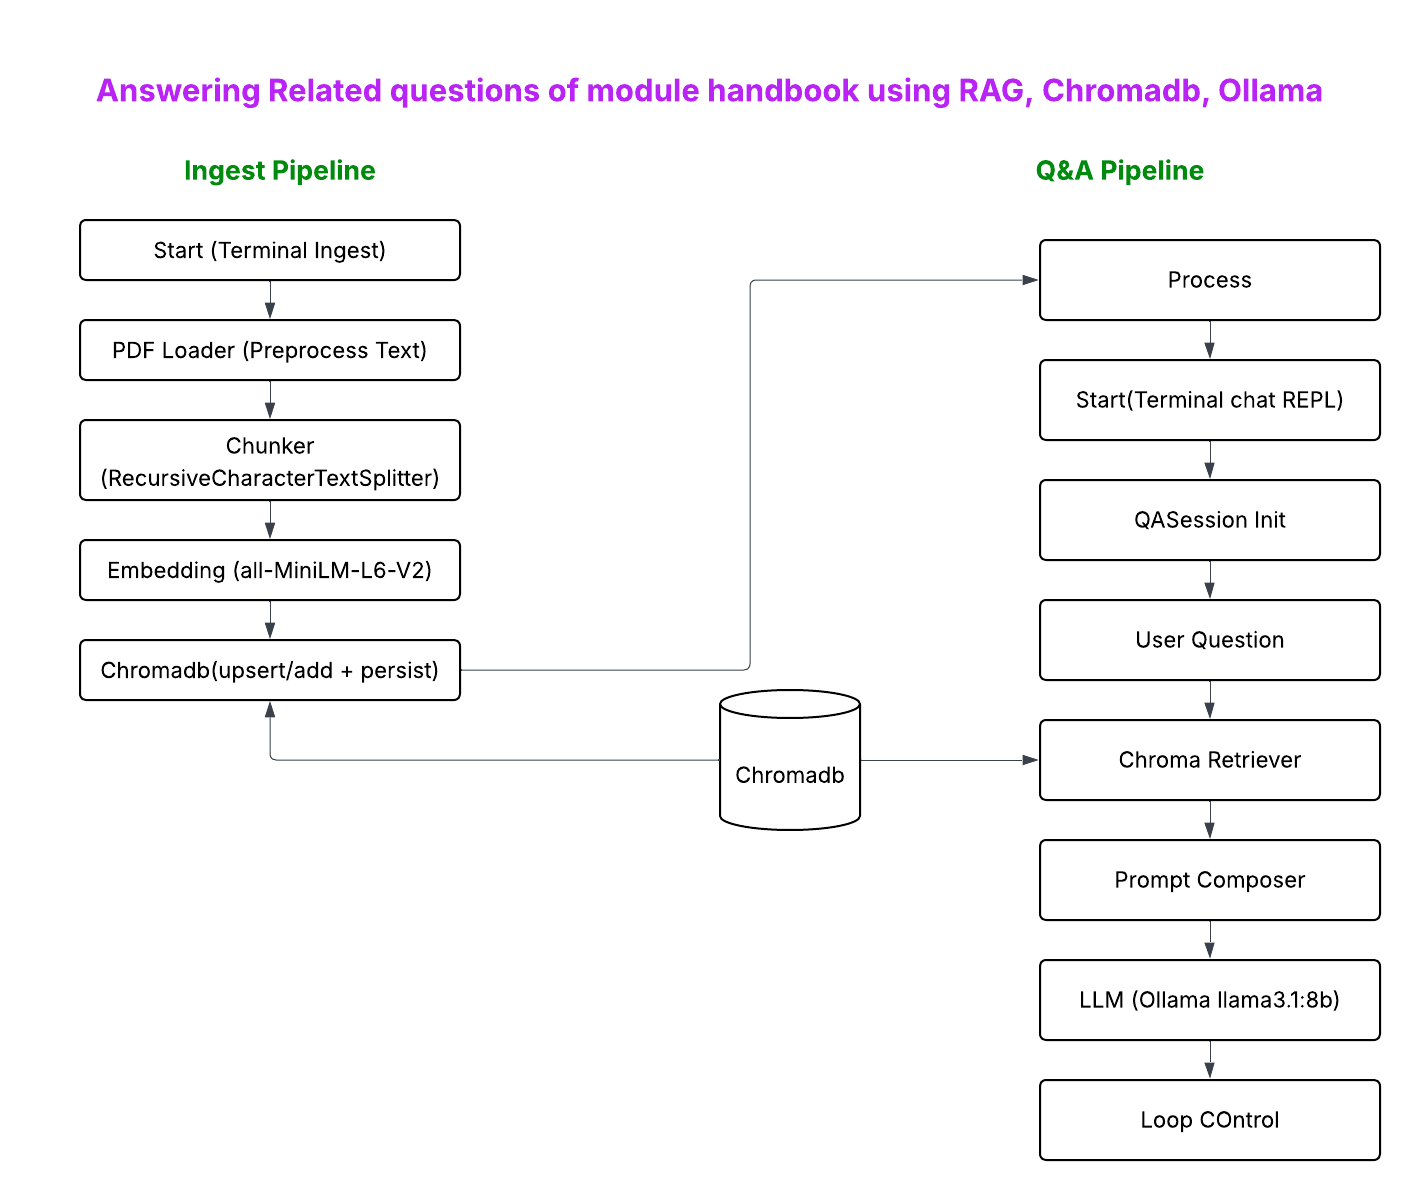 Answering Related questions of module handbook using RAG, Chromadb, Ollama
Ingest Pipeline
Start (Terminal Ingest)
PDF Loader (Preprocess Text)
Chunker
(RecursiveCharacterTextSplitter)
Embedding (all-MiniLM-L6-V2)
Chromadb(upsert/add + persist)
Chromadb
Q&A Pipeline
Process
Start(Terminal chat REPL)
QASession Init
User Question
Chroma Retriever
Prompt Composer
LLM (Ollama llama3.1:8b)
Loop COntrol